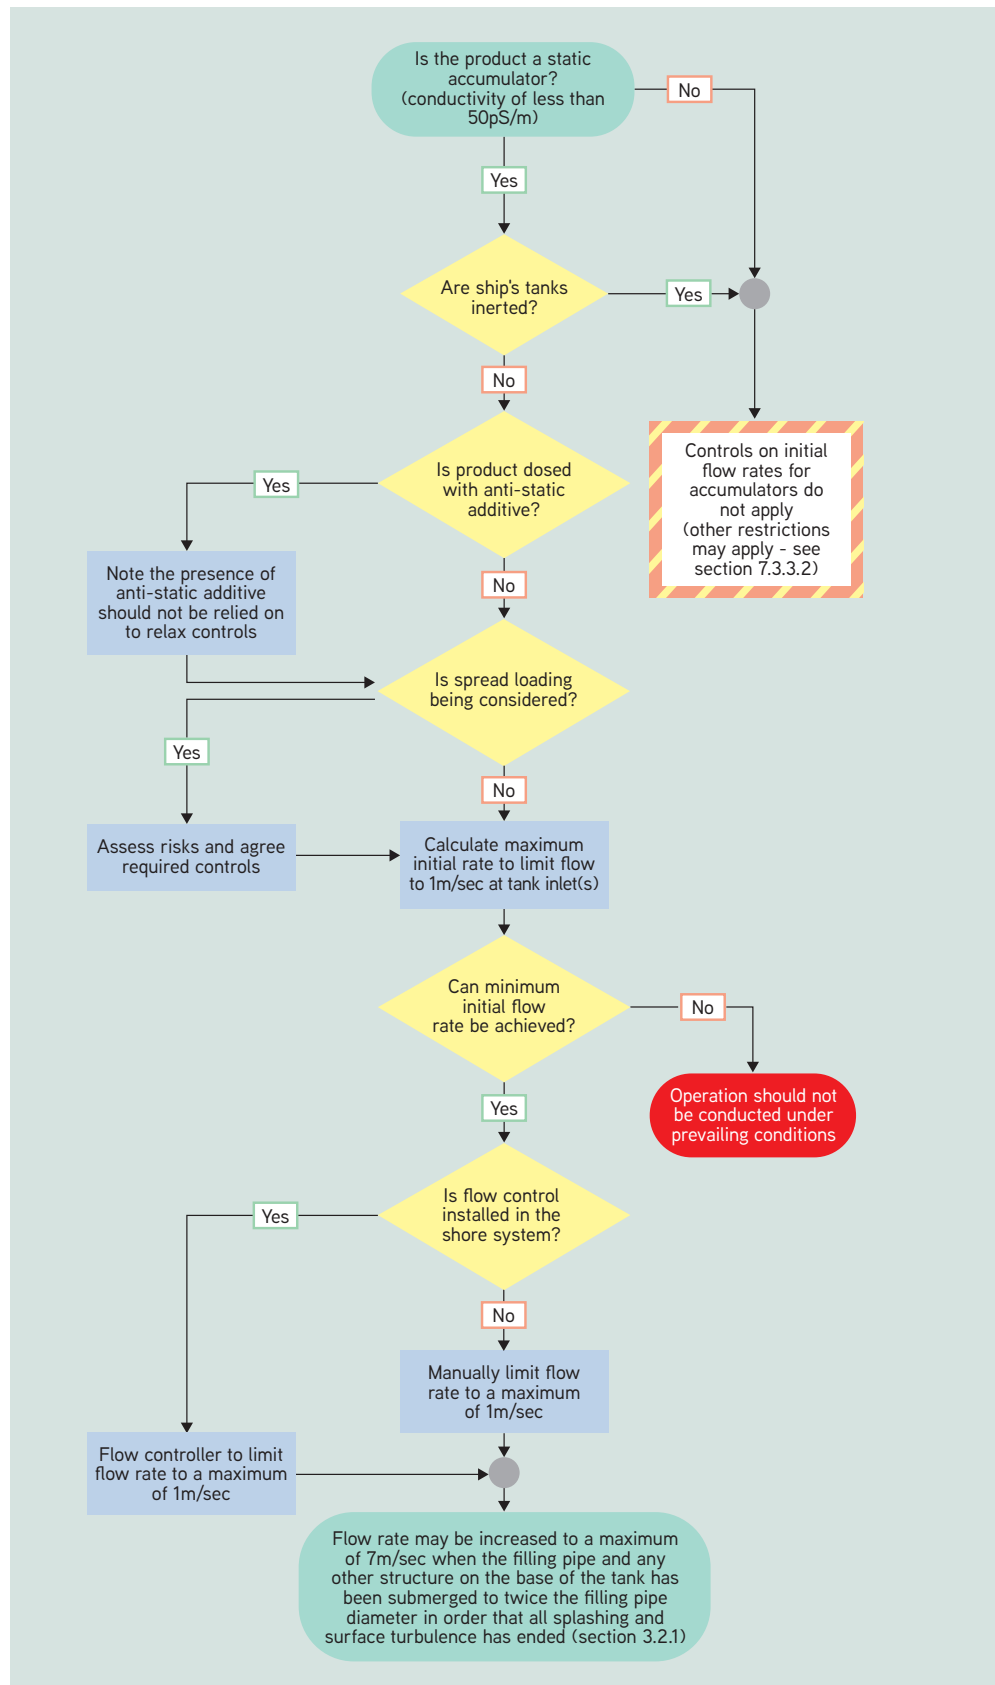 Is the product a static
accumulator?
(conductivity of less than
50pS/m)
No
Yes
Are ship's tanks
inerted?
Yes
No
Is product dosed
with anti-static
additive?
Yes
Controls on initial
flow rates for
accumulators do
not apply
(other restrictions
may apply - see
section 7.3.3.2)
Note the presence of
anti-static additive
should not be relied on
to relax controls
No
Is spread loading
being considered?
Yes
No
Assess risks and agree
required controls
Calculate maximum
initial rate to limit flow
to 1m/sec at tank inlet(s)
Can minimum
initial flow
rate be achieved?
No
Operation should not
be conducted under
prevailing conditions
Yes
Is flow control
installed in the
shore system?
Yes
No
Manually limit flow
rate to a maximum
of 1m/sec
Flow controller to limit
flow rate to a maximum
of 1m/sec
Flow rate may be increased to a maximum
of 7m/sec when the filling pipe and any
other structure on the base of the tank has
been submerged to twice the filling pipe
diameter in order that all splashing and
surface turbulence has ended (section 3.2.1)